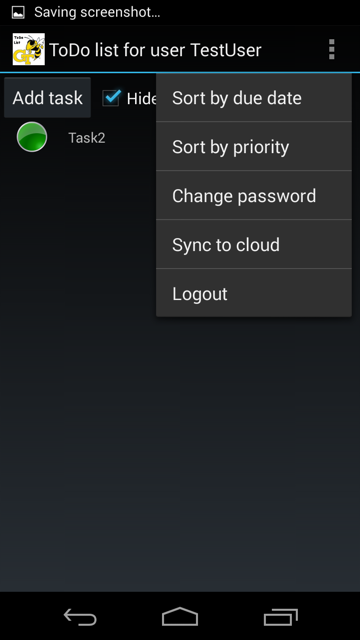 Saving screenshot...
ToDo list for user TestUser
Add task
Hide
Sort by due date
Task2
Sort by priority
Change password
Sync to cloud
Logout